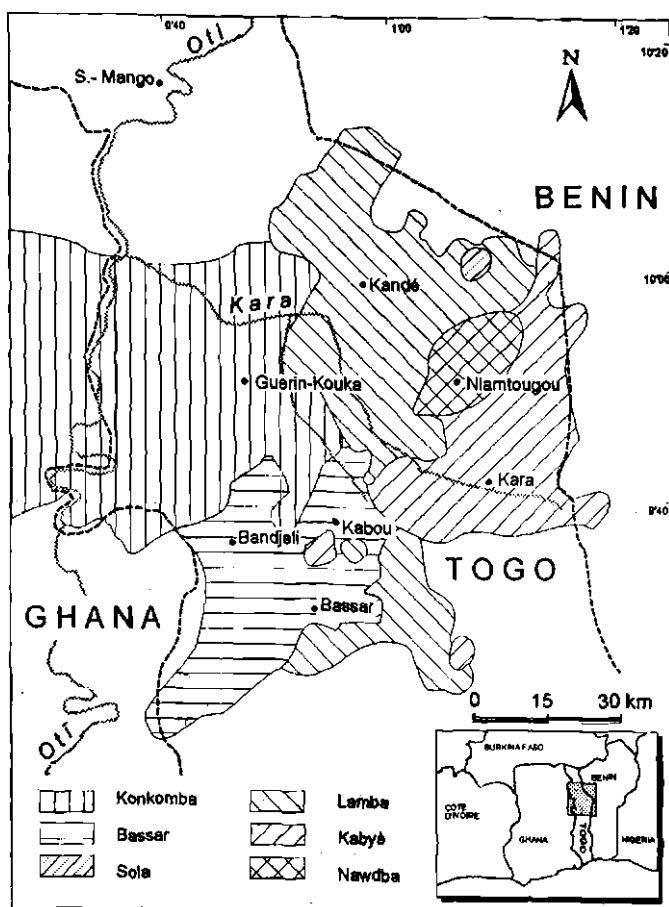 0°40
1°00
1°20
10°20
Oti
S.- Mango
N
BENIN
10°00
Kandé
Kara
Guerin-Kouka
Niamtougou
Kara
9°40
Kabou
Bandjeli
TOGO
GHANA
Bassar
0 15 30 km
Oti
BURKINA FASO
BENIN
COTE
D'IVOIRE
GHANA
TOGO
NIGERIA
Konkomba
Lamba
Bassar
Kabyè
Sola
Nawdba